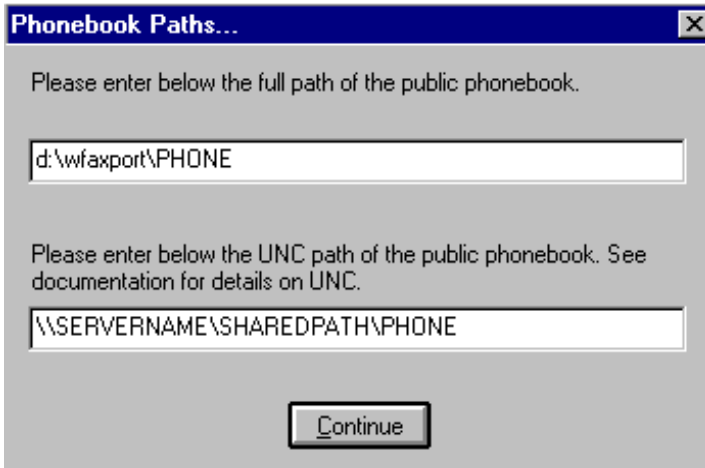 Phonebook Paths...
Please enter below the full path of the public phonebook.
d:\wfaxport\PHONE
Please enter below the UNC path of the public phonebook. See
documentation for details on UNC.
\\SERVERNAME\SHAREDPATH\PHONE
Continue